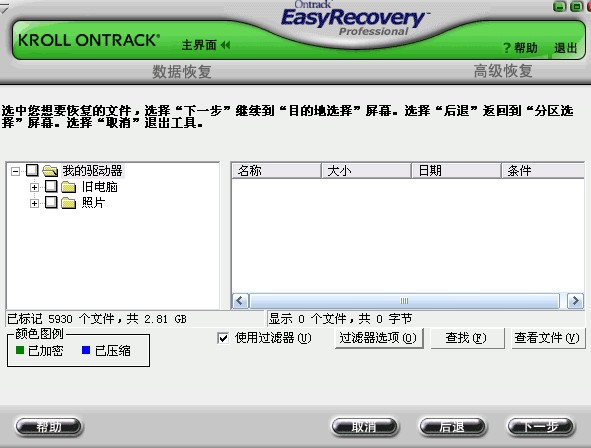 Ontrack
EasyRecovery
Professional
KROLL ONTRACK
主界面
?帮助 退出
数据恢复 高级恢复
选中您想要恢复的文件，选择“下一步”继续到“目的地选择”屏幕。选择“后退”返回到“分区选
择”屏幕。选择“取消”退出工具。
我的驱动器
旧电脑
照片
名称 大小 日期 条件
已标记 5930 个文件，共 2.81 GB
显示 0 个文件，共 0 字节
颜色图例
已加密 已压缩
使用过滤器(U) 过滤器选项(O) 查找(F) 查看文件(V)
帮助 取消 后退 下一步